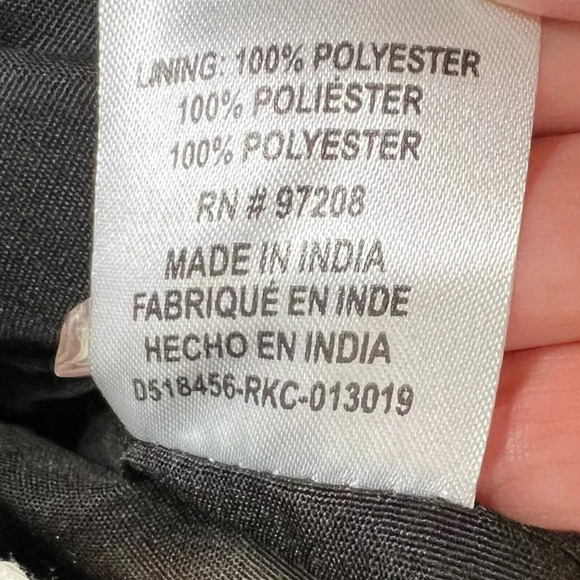 LINING: 100% POLYESTER
100% POLIÉSTER
100% POLYESTER
RN # 97208
MADE IN INDIA
FABRIQUÉ EN INDE
HECHO EN INDIA
D518456-RKC-013019